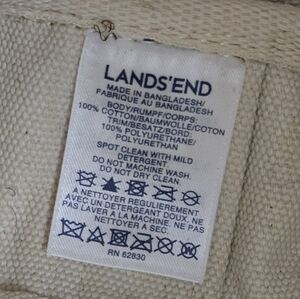 LANDS'END
MADE IN BANGLADESH/
FABRIQUE AU BANGLADESH
BODY/RUMPF/CORPS:
100% COTTON/BAUMWOLLE/COTON
TRIM/BESATZ/BORD:
100% POLYURETHANE/
POLYURETHAN
SPOT CLEAN WITH MILD
DETERGENT.
DO NOT MACHINE WASH.
DO NOT DRY CLEAN
A NETTOYER REGULIEREMENT
AVEC UN DETERGENT DOUX. NE
PAS LAVER A LA MACHINE. NE PAS
NETTOYER A SEC.
RN 62830